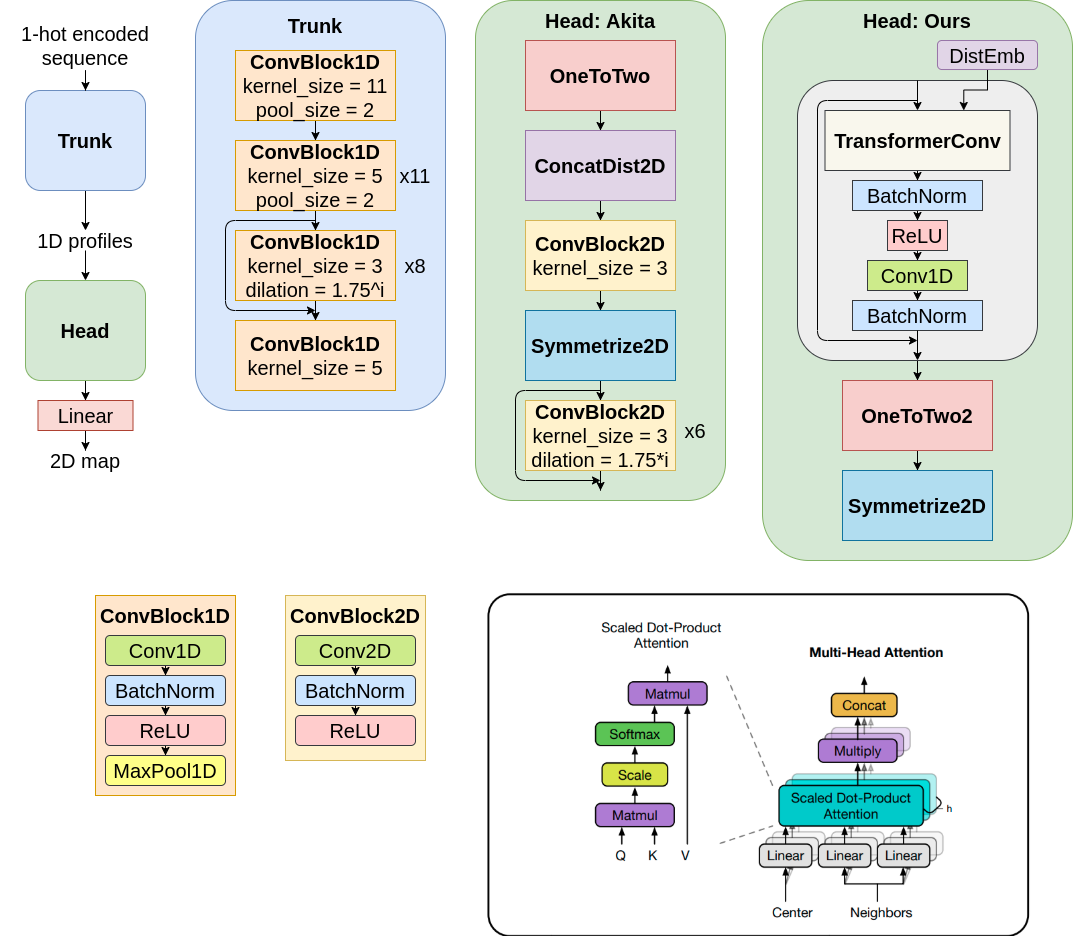 1-hot encoded
sequence
Trunk
1D profiles
Head
Linear
2D map
Trunk
ConvBlock1D
kernel_size = 11
pool_size = 2
ConvBlock1D
kernel_size = 5
pool_size = 2
x11
ConvBlock1D
kernel_size = 3
dilation = 1.75^i
x8
ConvBlock1D
kernel_size = 5
Head: Akita
OneToTwo
ConcatDist2D
ConvBlock2D
kernel_size = 3
Symmetrize2D
ConvBlock2D
kernel_size = 3
dilation = 1.75*i
x6
Head: Ours
DistEmb
TransformerConv
BatchNorm
ReLU
Conv1D
BatchNorm
OneToTwo2
Symmetrize2D
ConvBlock1D
Conv1D
BatchNorm
ReLU
MaxPool1D
ConvBlock2D
Conv2D
BatchNorm
ReLU
Scaled Dot-Product
Attention
Matmul
Softmax
Scale
Matmul
Q K V
Multi-Head Attention
Concat
Multiply
Scaled Dot-Product
Attention
h
Linear Linear Linear
Center Neighbors